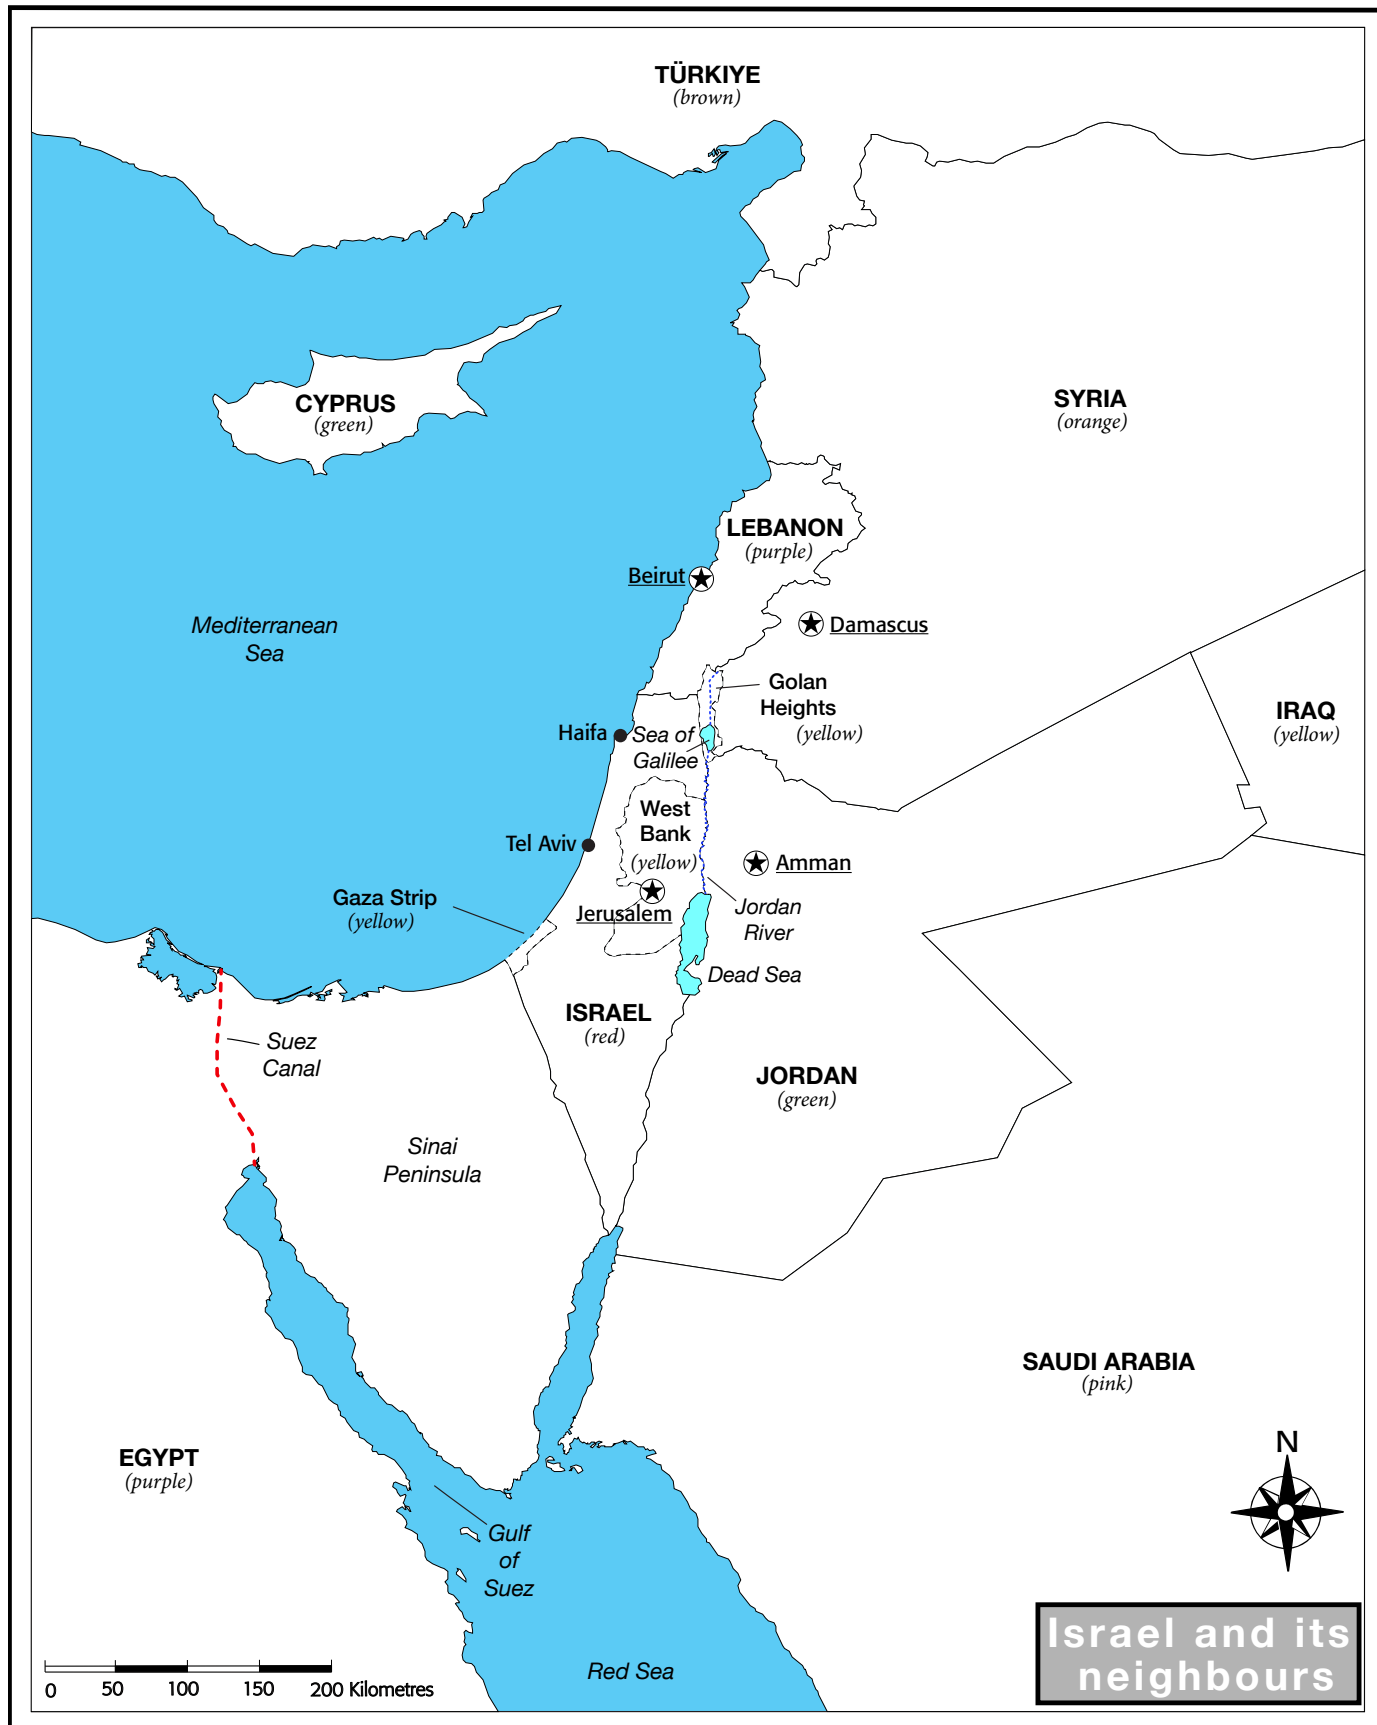 TÜRKIYE
(brown)
CYPRUS
(green)
SYRIA
(orange)
LEBANON
(purple)
Beirut
Damascus
Mediterranean
Sea
Golan
Heights
(yellow)
IRAQ
(yellow)
Haifa
Sea of
Galilee
West
Bank
(yellow)
Tel Aviv
Amman
Gaza Strip
(yellow)
Jerusalem
Jordan
River
Dead Sea
ISRAEL
(red)
Suez
Canal
JORDAN
(green)
Sinai
Peninsula
SAUDI ARABIA
(pink)
EGYPT
(purple)
N
Gulf
of
Suez
Red Sea
0 50 100 150 200 Kilometres
Israel and its
neighbours